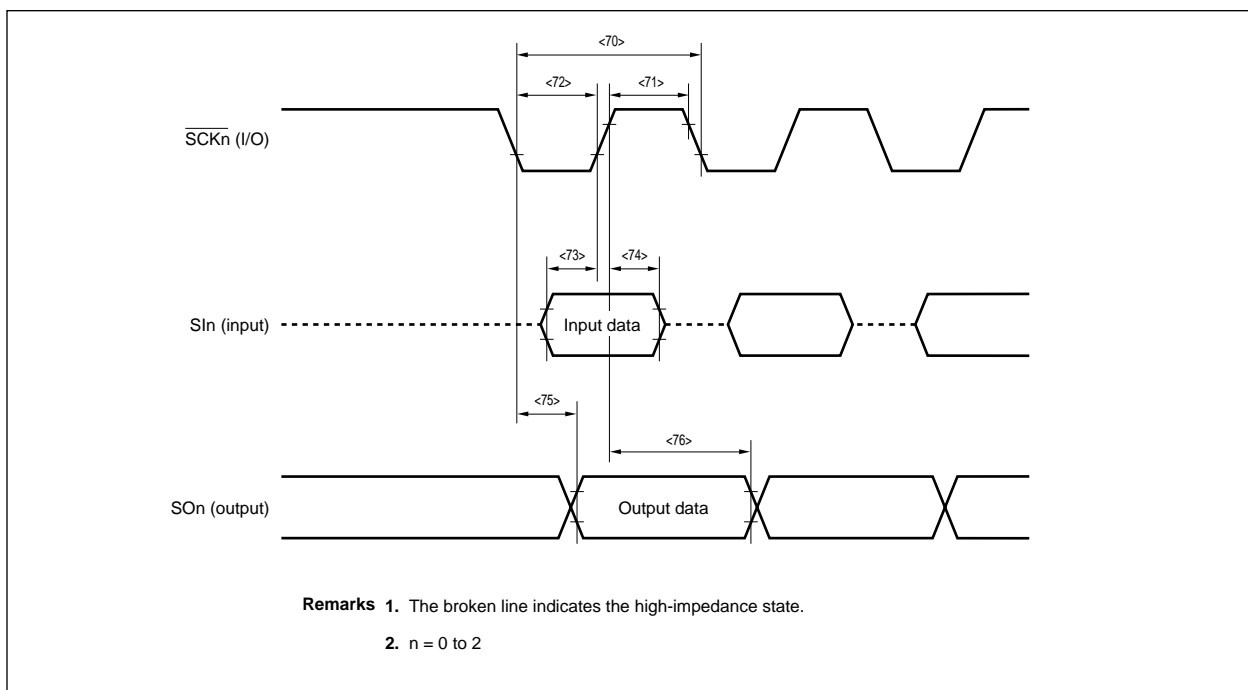 <70>
<72> <71>
SCKn (I/O)
<73> <74>
SIn (input)
Input data
<75>
<76>
SOn (output)
Output data
Remarks 1. The broken line indicates the high-impedance state.
2. n = 0 to 2